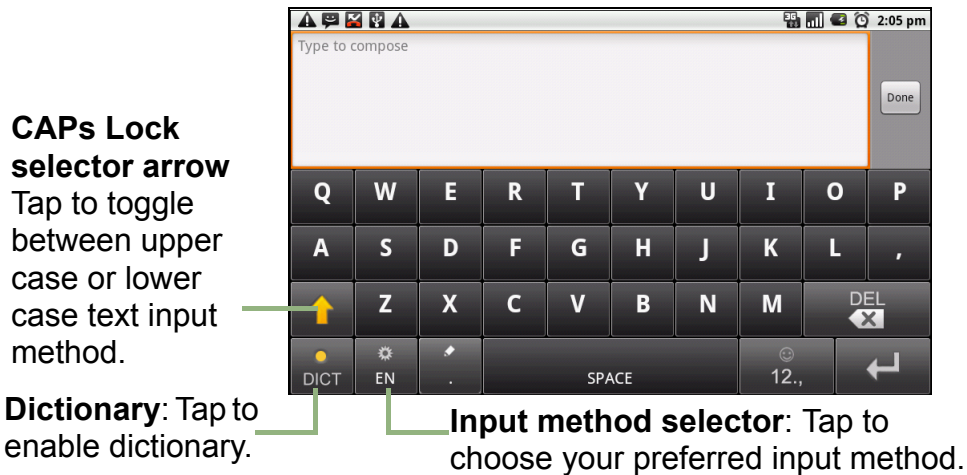 3G 2:05 pm
Type to compose
Done
CAPs Lock
selector arrow
Tap to toggle
between upper
case or lower
case text input
method.
Q W E R T Y U I O P
A S D F G H J K L ,
Z X C V B N M DEL
DICT EN . SPACE 12.,
Dictionary: Tap to
enable dictionary.
Input method selector: Tap to
choose your preferred input method.